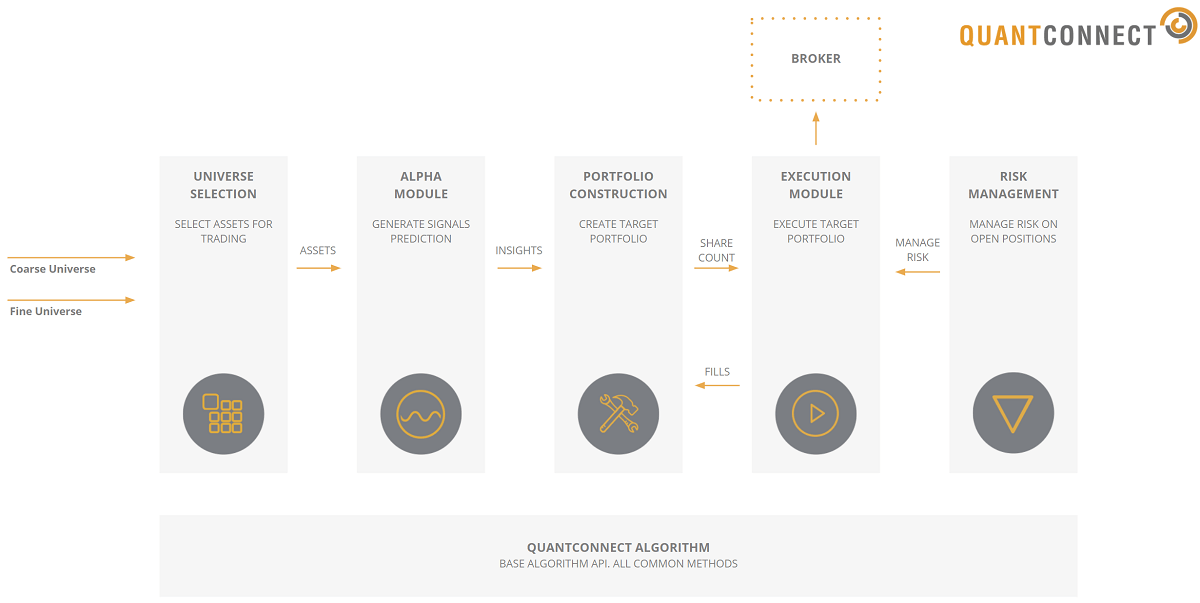 QUANTCONNECT
BROKER
UNIVERSE
SELECTION
SELECT ASSETS FOR
TRADING
ALPHA
MODULE
GENERATE SIGNALS
PREDICTION
PORTFOLIO
CONSTRUCTION
CREATE TARGET
PORTFOLIO
EXECUTION
MODULE
EXECUTE TARGET
PORTFOLIO
RISK
MANAGEMENT
MANAGE RISK ON
OPEN POSITIONS
Coarse Universe
Fine Universe
ASSETS
INSIGHTS
SHARE
COUNT
MANAGE
RISK
FILLS
QUANTCONNECT ALGORITHM
BASE ALGORITHM API. ALL COMMON METHODS